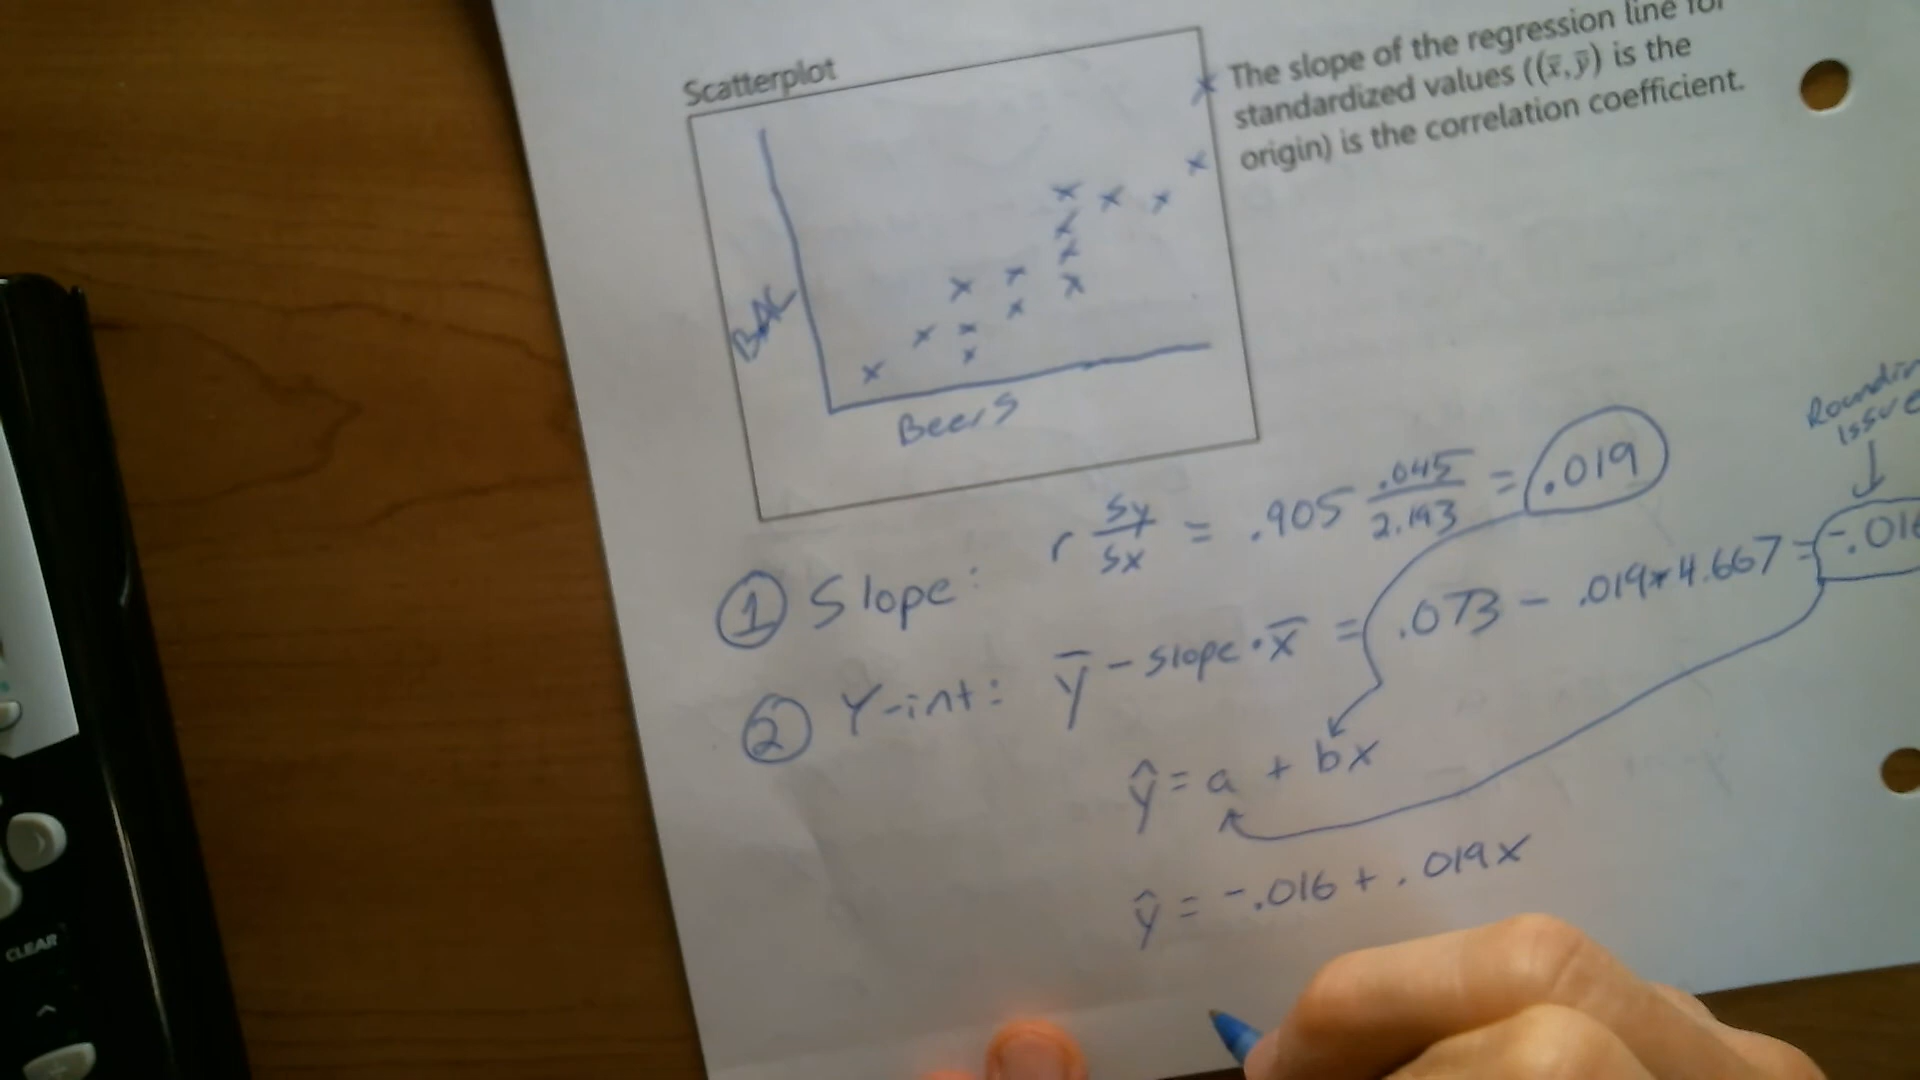 Scatterplot
The slope of the regression line for
standardized values ((x̄,ȳ) is the
origin) is the correlation coefficient.
BAC
Beers
Rounding
issue
① Slope: r sy/sx = .905 .045/2.193 = .019
② Y-int: ȳ - slope · x̄ = .073 - .019*4.667 = -.016
ŷ = a + bx
ŷ = -.016 + .019x
CLEAR